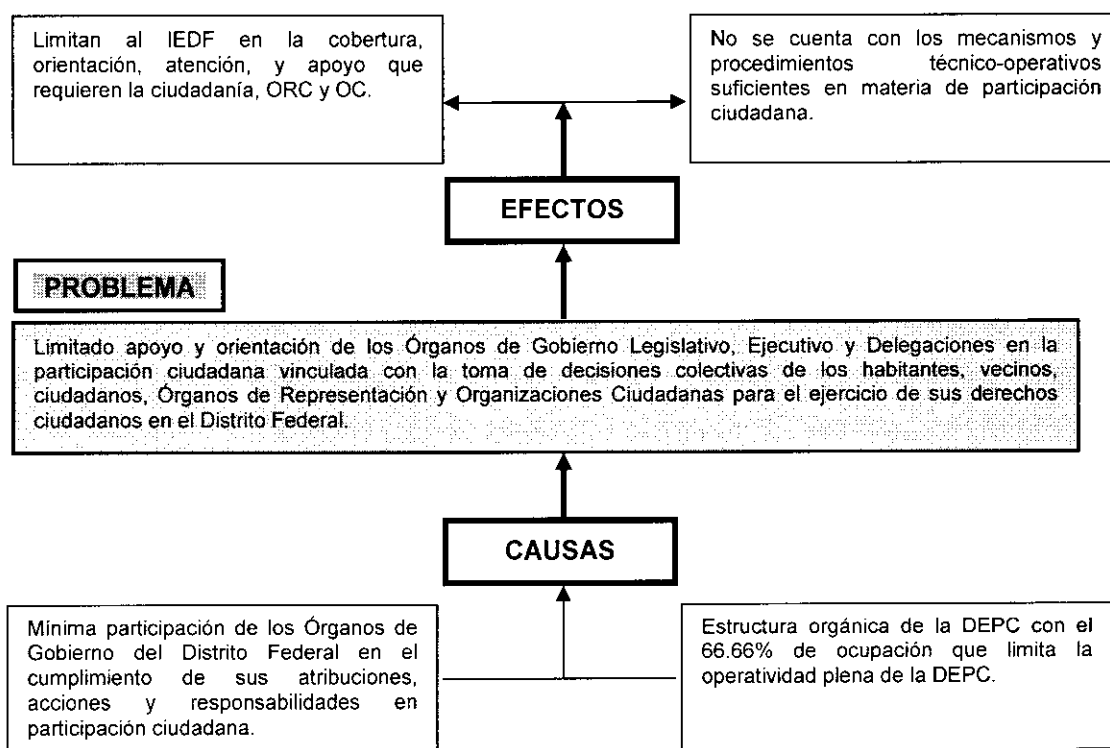 Limitan al IEDF en la cobertura,
orientación, atención, y apoyo que
requieren la ciudadanía, ORC y OC.
No se cuenta con los mecanismos y
procedimientos técnico-operativos
suficientes en materia de participación
ciudadana.
EFECTOS
PROBLEMA
Limitado apoyo y orientación de los Órganos de Gobierno Legislativo, Ejecutivo y Delegaciones en la
participación ciudadana vinculada con la toma de decisiones colectivas de los habitantes, vecinos,
ciudadanos, Órganos de Representación y Organizaciones Ciudadanas para el ejercicio de sus derechos
ciudadanos en el Distrito Federal.
CAUSAS
Mínima participación de los Órganos de
Gobierno del Distrito Federal en el
cumplimiento de sus atribuciones,
acciones y responsabilidades en
participación ciudadana.
Estructura orgánica de la DEPC con el
66.66% de ocupación que limita la
operatividad plena de la DEPC.